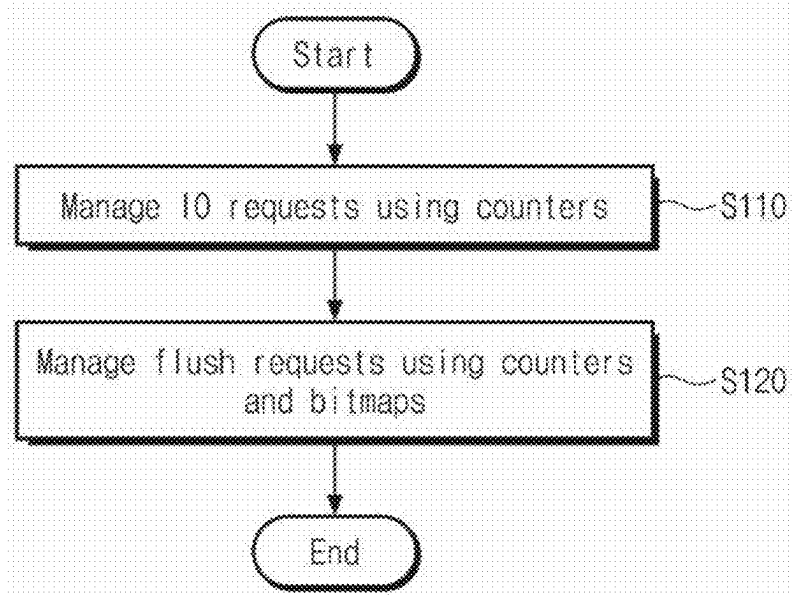 Start
Manage IO requests using counters
S110
Manage flush requests using counters
and bitmaps
S120
End